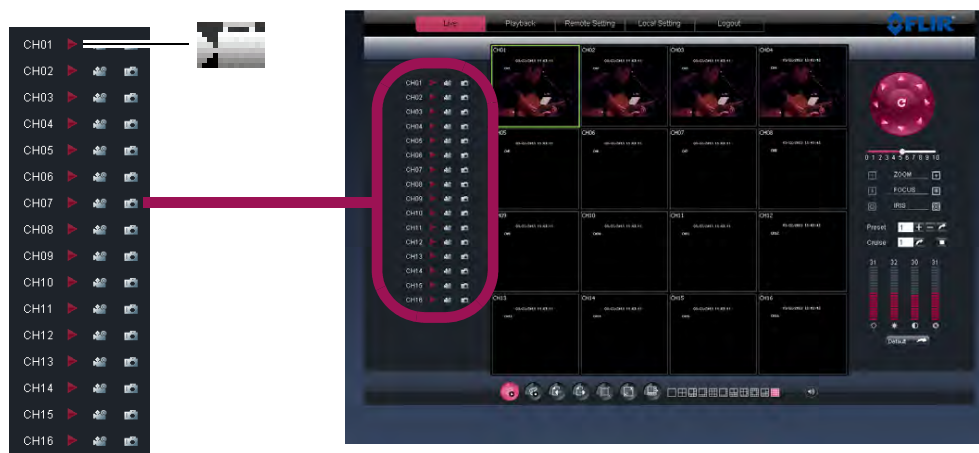 CH01
CH02
CH03
CH04
CH05
CH06
CH07
CH08
CH09
CH10
CH11
CH12
CH13
CH14
CH15
CH16
Live Playback Remote Setting Local Setting Logout
FLIR
CH01
CH02
CH03
CH04
CH05
CH06
CH07
CH08
CH09
CH10
CH11
CH12
CH13
CH14
CH15
CH16
CH01 CH02 CH03 CH04
CH06 CH07 CH08
CH10 CH11 CH12
CH13 CH14 CH15 CH16
0 1 2 3 4 5 6 7 8 9 10
ZOOM
FOCUS
IRIS
Preset 1
Cruise 1
31 32 30 31
Default